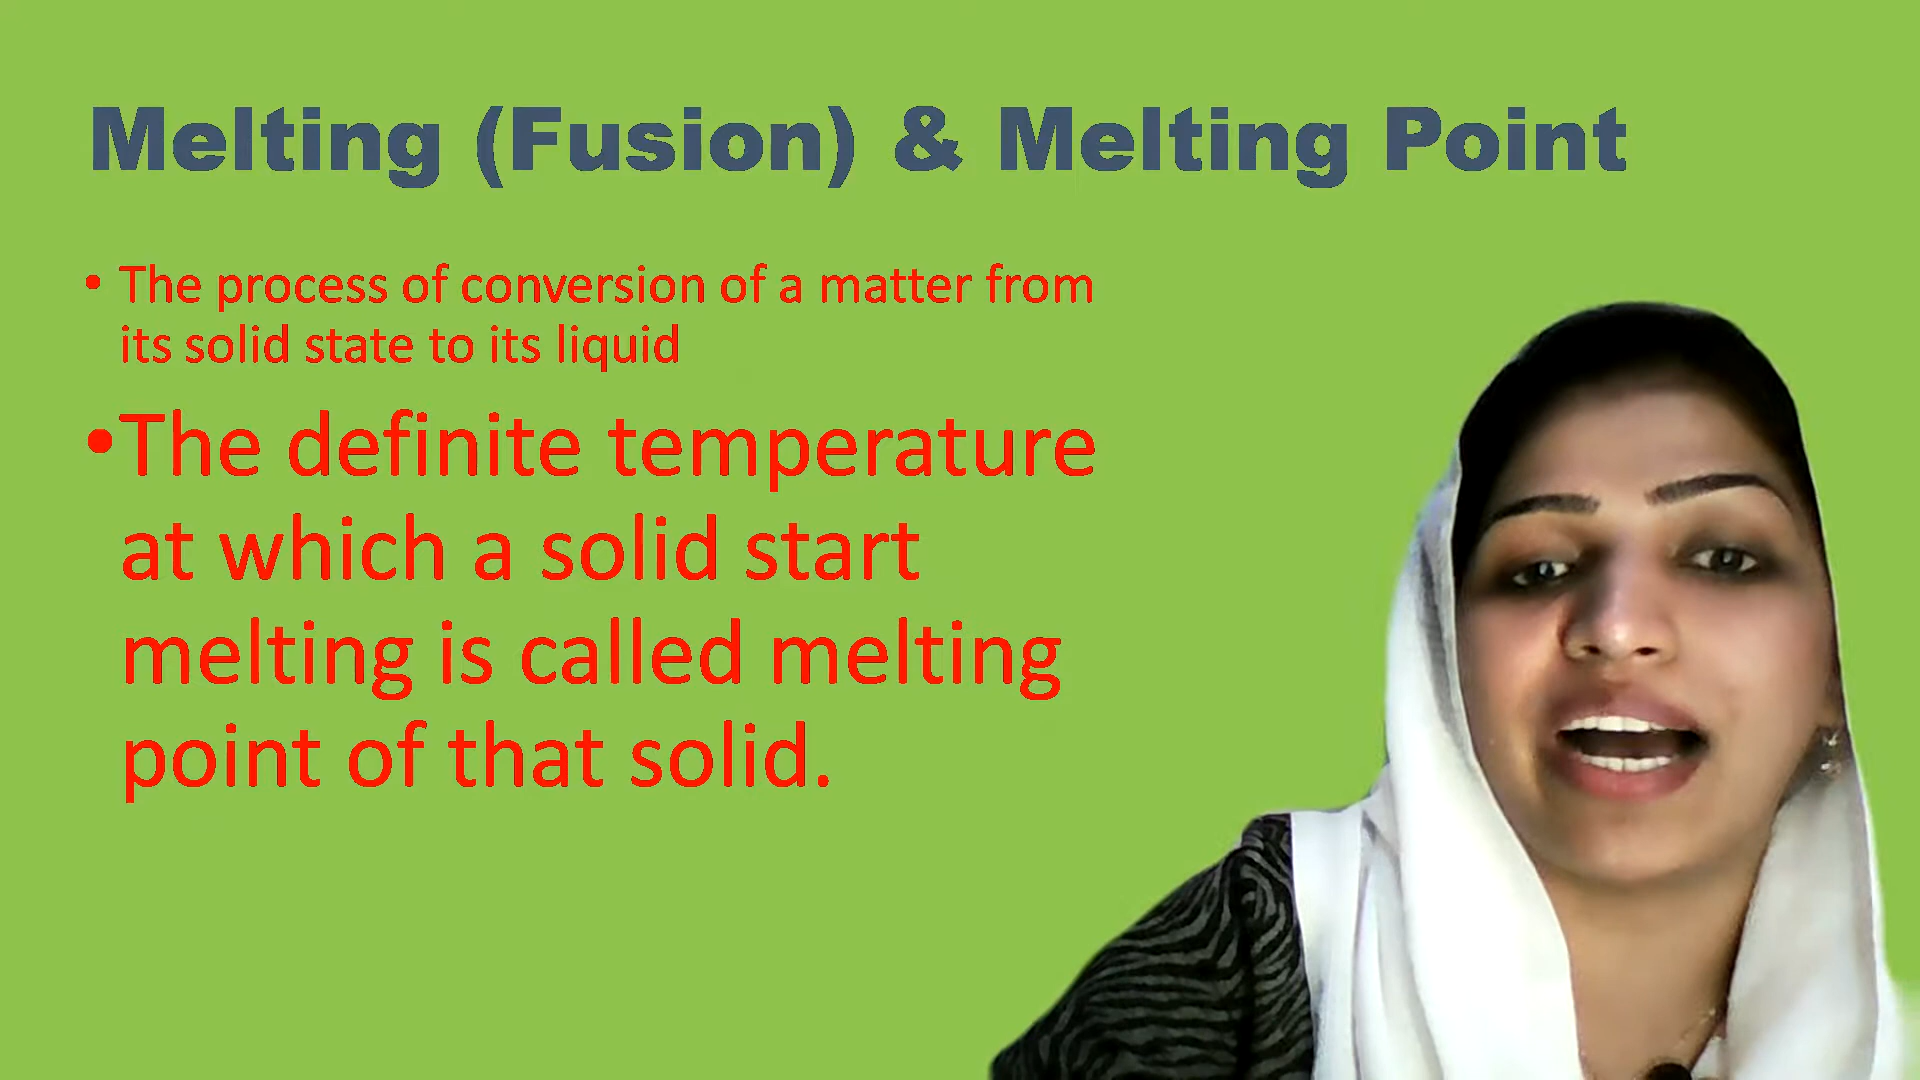 Melting (Fusion) & Melting Point
• The process of conversion of a matter from
its solid state to its liquid
• The definite temperature
at which a solid start
melting is called melting
point of that solid.